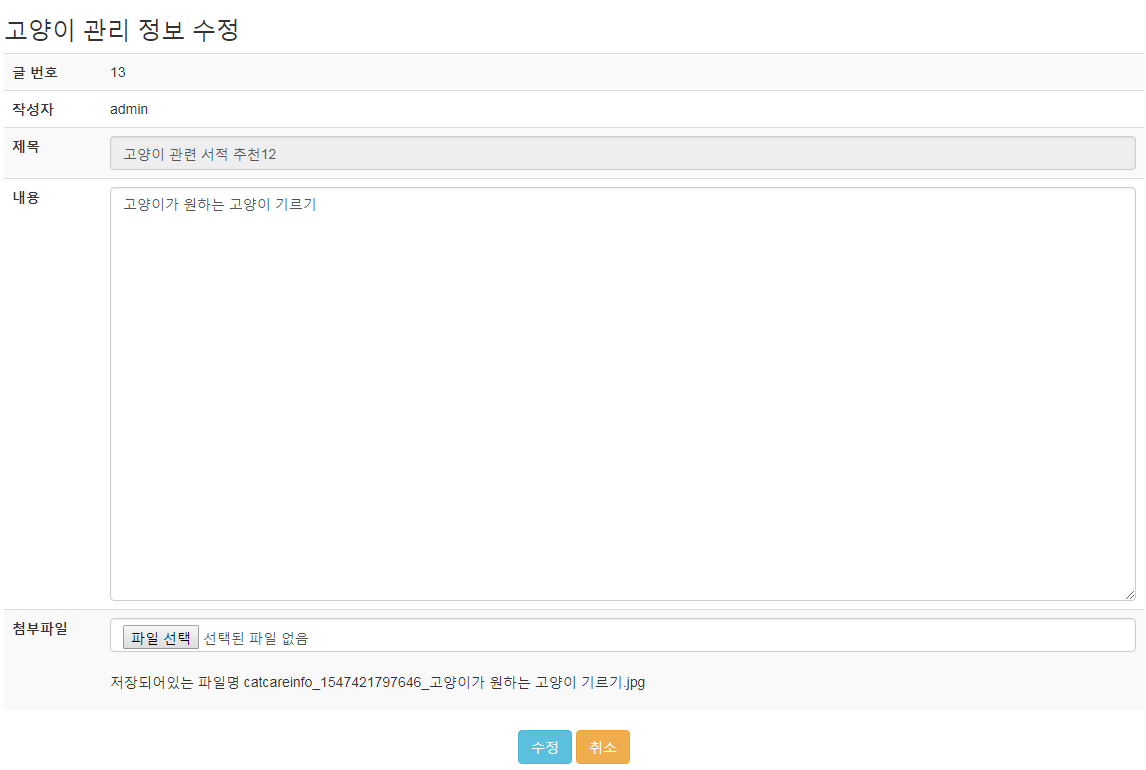 고양이 관리 정보 수정
글 번호 13
작성자 admin
제목 고양이 관련 서적 추천12
내용 고양이가 원하는 고양이 기르기
첨부파일 파일 선택 선택된 파일 없음
저장되어있는 파일명 catcareinfo_1547421797646_고양이가 원하는 고양이 기르기.jpg
수정 취소